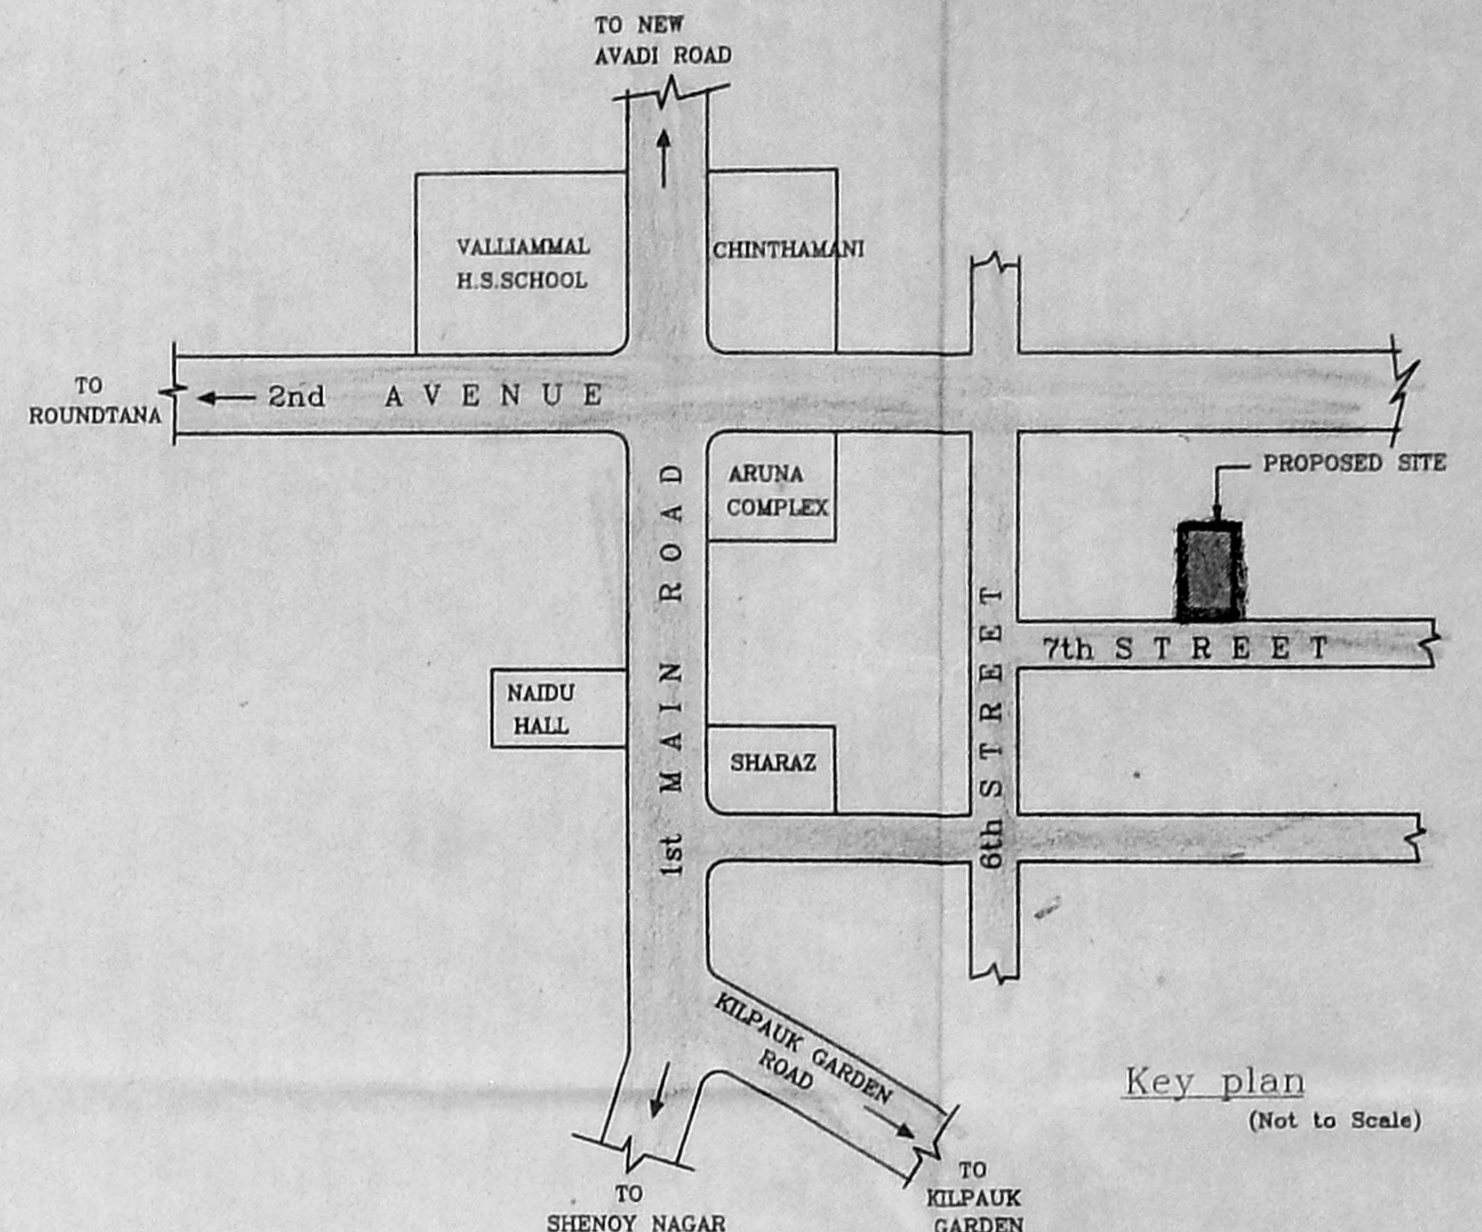 TO NEW
AVADI ROAD
VALLIAMMAL
H.S.SCHOOL
CHINTHAMANI
TO
ROUNDTANA
2nd AVENUE
ARUNA
COMPLEX
PROPOSED SITE
1st MAIN ROAD
6th STREET
7th STREET
NAIDU
HALL
SHARAZ
KILPAUK GARDEN
ROAD
Key plan
(Not to Scale)
TO
SHENOY NAGAR
TO
KILPAUK
GARDEN